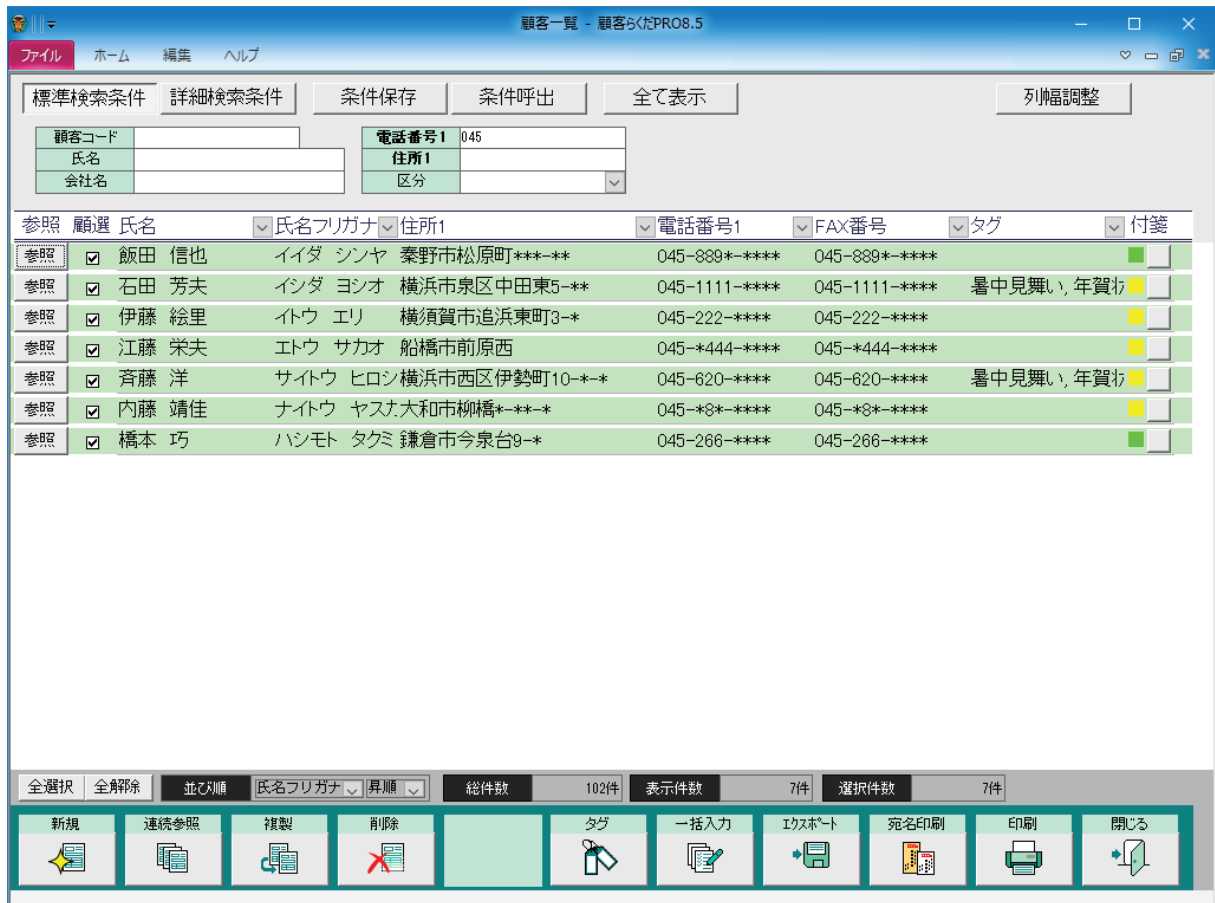 顧客一覧 - 顧客らくだPRO8.5
ファイル ホーム 編集 ヘルプ
標準検索条件 詳細検索条件 条件保存 条件呼出 全て表示 列幅調整
顧客コード 電話番号1 045
氏名 住所1
会社名 区分
参照 顧選 氏名 氏名フリガナ 住所1 電話番号1 FAX番号 タグ 付箋
参照 飯田 信也 イイダ シンヤ 秦野市松原町***-** 045-889*-**** 045-889*-****
参照 石田 芳夫 イシダ ヨシオ 横浜市泉区中田東5-** 045-1111-**** 045-1111-**** 暑中見舞い, 年賀状
参照 伊藤 絵里 イトウ エリ 横須賀市追浜東町3-* 045-222-**** 045-222-****
参照 江藤 栄夫 エトウ サカオ 船橋市前原西 045-*444-**** 045-*444-****
参照 斉藤 洋 サイトウ ヒロシ 横浜市西区伊勢町10-*-* 045-620-**** 045-620-**** 暑中見舞い, 年賀状
参照 内藤 靖佳 ナイトウ ヤスカ 大和市柳橋*-**-* 045-*8*-**** 045-*8*-****
参照 橋本 巧 ハシモト タクミ 鎌倉市今泉台9-* 045-266-**** 045-266-****
全選択 全解除 並び順 氏名フリガナ 昇順 総件数 102件 表示件数 7件 選択件数 7件
新規 連続参照 複製 削除 タグ 一括入力 エクスポート 宛名印刷 印刷 閉じる